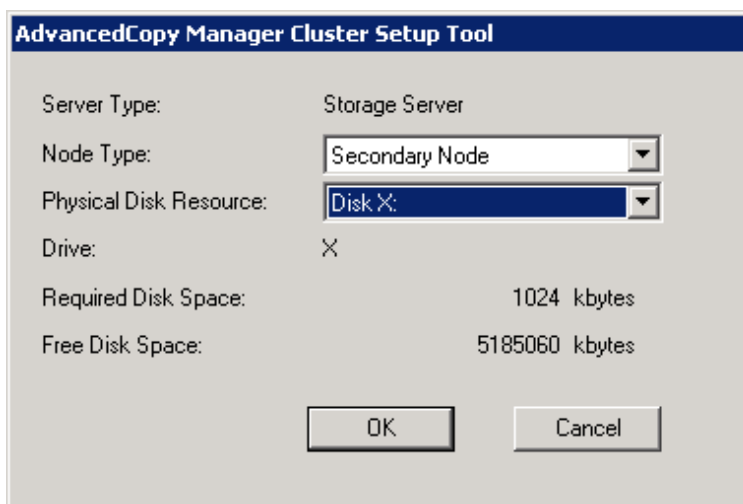 AdvancedCopy Manager Cluster Setup Tool
Server Type: Storage Server
Node Type: Secondary Node
Physical Disk Resource: Disk X:
Drive: X
Required Disk Space: 1024 kbytes
Free Disk Space: 5185060 kbytes
OK Cancel